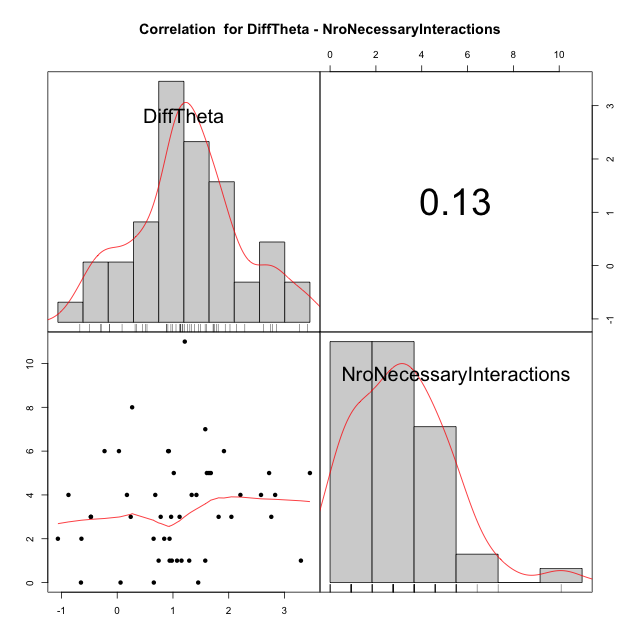 Correlation for DiffTheta - NroNecessaryInteractions
0 2 4 6 8 10
DiffTheta
0.13
3
2
1
0
-1
10
8
6
4
2
0
NroNecessaryInteractions
-1 0 1 2 3